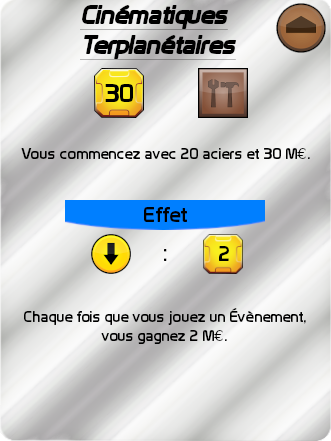 Cinématiques
Terplanétaires
30
Vous commencez avec 20 aciers et 30 M€.
Effet
: 2
Chaque fois que vous jouez un Évènement,
vous gagnez 2 M€.